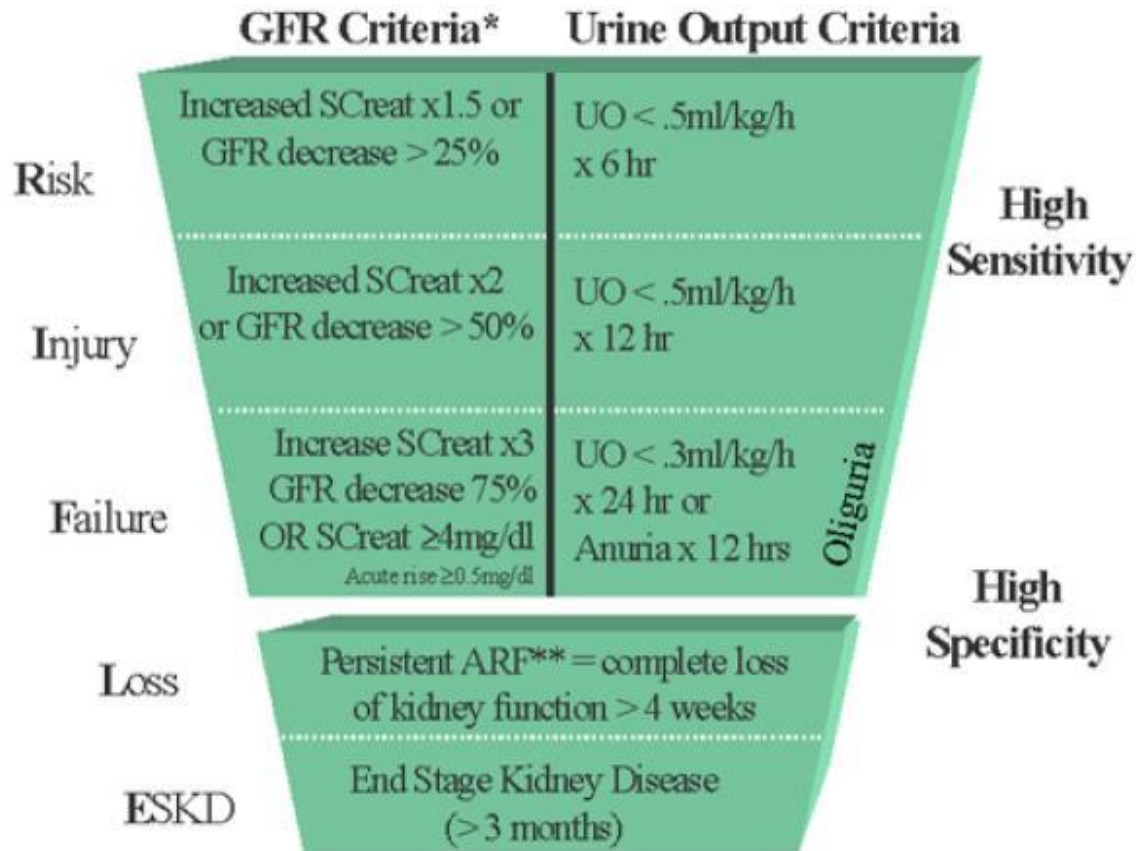 GFR Criteria*
Urine Output Criteria
Risk
Increased SCreat x1.5 or
GFR decrease > 25%
UO < .5ml/kg/h
x 6 hr
High
Sensitivity
Injury
Increased SCreat x2
or GFR decrease > 50%
UO < .5ml/kg/h
x 12 hr
Failure
Increase SCreat x3
GFR decrease 75%
OR SCreat ≥4mg/dl
Acute rise ≥0.5mg/dl
UO < .3ml/kg/h
x 24 hr or
Anuria x 12 hrs
Oliguria
High
Specificity
Loss
Persistent ARF** = complete loss
of kidney function > 4 weeks
ESKD
End Stage Kidney Disease
(> 3 months)